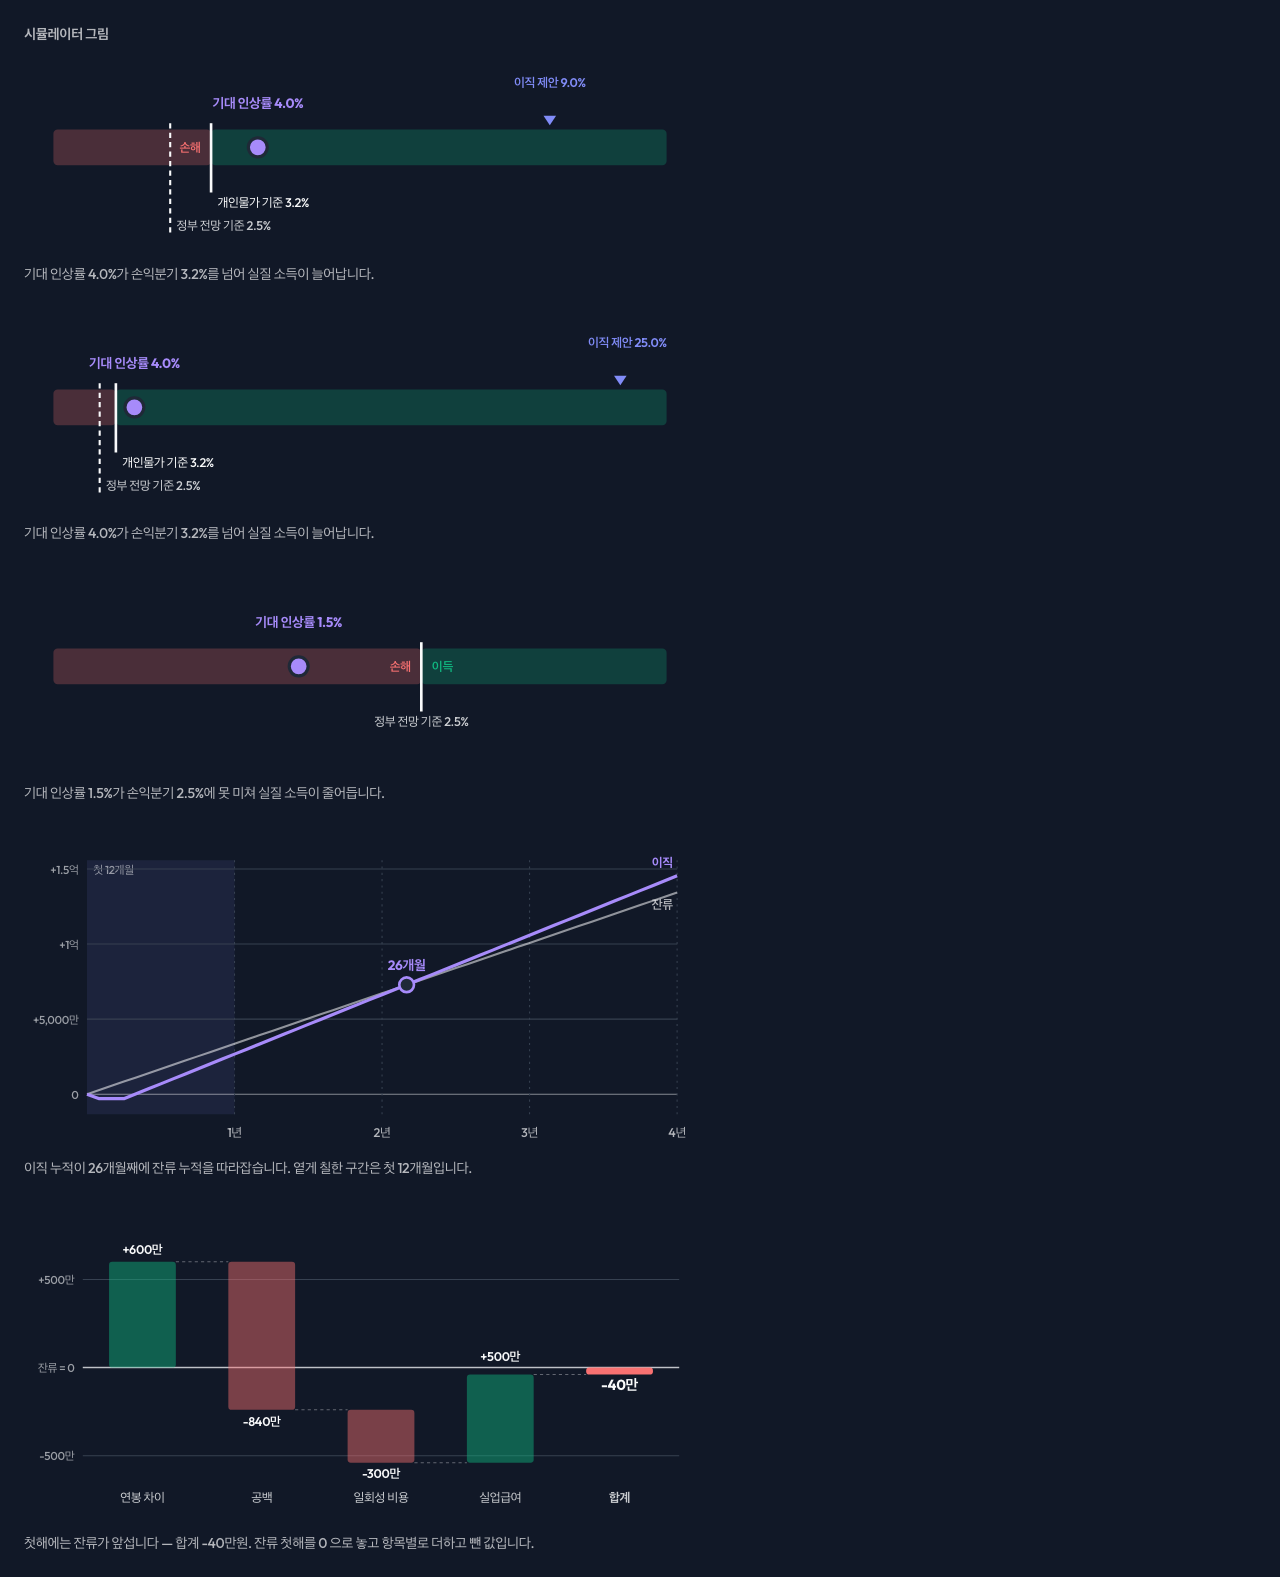 시뮬레이터 그림
이직 제안 9.0%
기대 인상률 4.0%
손해
개인물가 기준 3.2%
정부 전망 기준 2.5%
기대 인상률 4.0%가 손익분기 3.2%를 넘어 실질 소득이 늘어납니다.
이직 제안 25.0%
기대 인상률 4.0%
개인물가 기준 3.2%
정부 전망 기준 2.5%
기대 인상률 4.0%가 손익분기 3.2%를 넘어 실질 소득이 늘어납니다.
기대 인상률 1.5%
손해 이득
정부 전망 기준 2.5%
기대 인상률 1.5%가 손익분기 2.5%에 못 미쳐 실질 소득이 줄어듭니다.
이직
+1.5억 첫 12개월
잔류
+1억
26개월
+5,000만
0
1년 2년 3년 4년
이직 누적이 26개월째에 잔류 누적을 따라잡습니다. 옅게 칠한 구간은 첫 12개월입니다.
+600만
+500만
+500만
잔류 = 0
-40만
-840만
-500만
-300만
연봉 차이 공백 일회성 비용 실업급여 합계
첫해에는 잔류가 앞섭니다 — 합계 -40만원. 잔류 첫해를 0 으로 놓고 항목별로 더하고 뺀 값입니다.